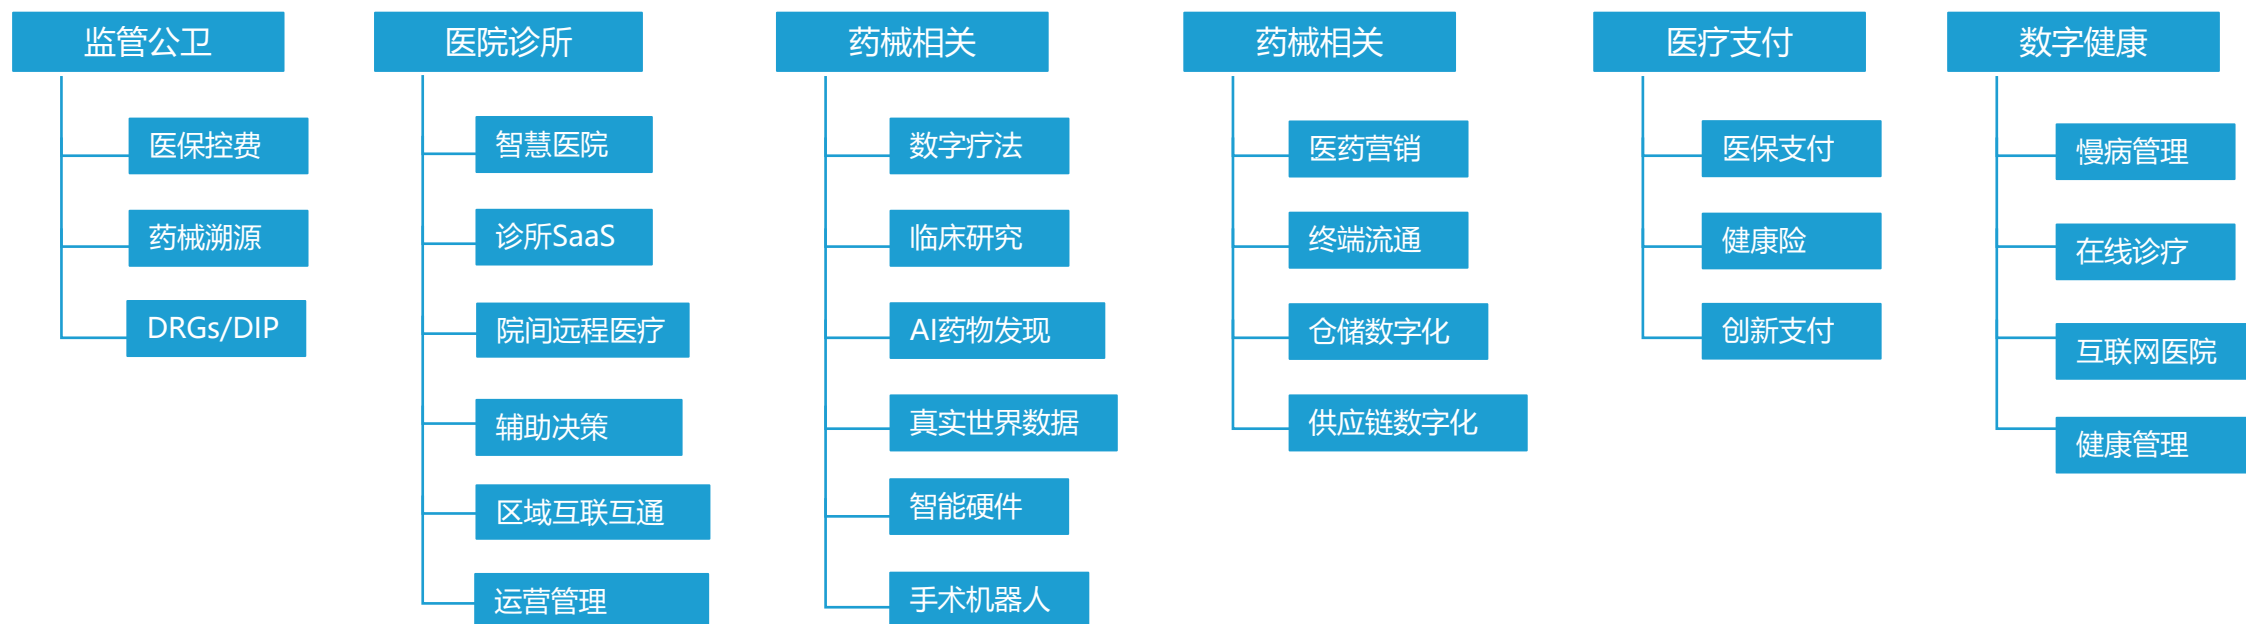 监管公卫
医保控费
药械溯源
DRGs/DIP
医院诊所
智慧医院
诊所SaaS
院间远程医疗
辅助决策
区域互联互通
运营管理
药械相关
数字疗法
临床研究
AI药物发现
真实世界数据
智能硬件
手术机器人
药械相关
医药营销
终端流通
仓储数字化
供应链数字化
医疗支付
医保支付
健康险
创新支付
数字健康
慢病管理
在线诊疗
互联网医院
健康管理